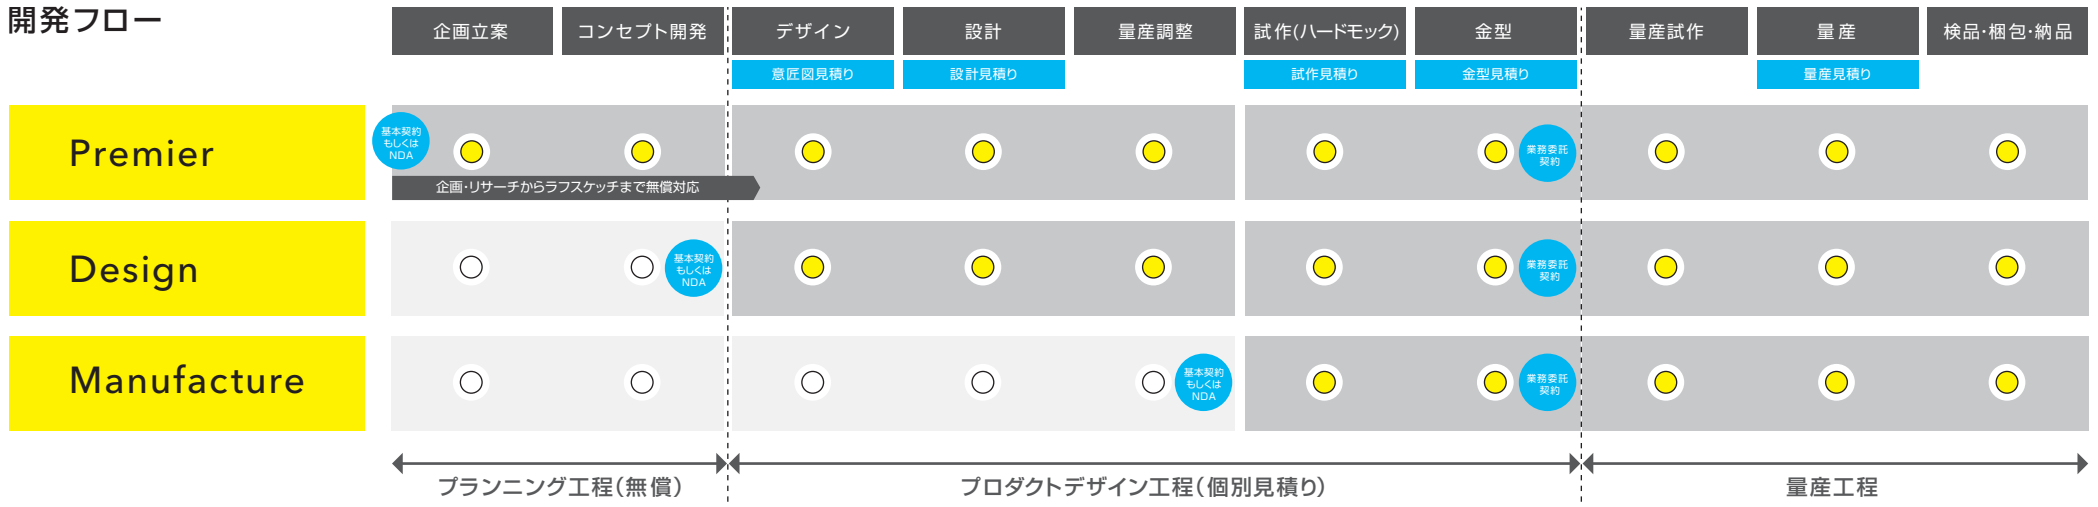 開発フロー
企画立案
コンセプト開発
デザイン
設計
量産調整
試作(ハードモック)
金型
量産試作
量産
検品・梱包・納品
意匠図見積り
設計見積り
試作見積り
金型見積り
量産見積り
Premier
基本契約
もしくは
NDA
業務委託
契約
企画・リサーチからラフスケッチまで無償対応
Design
基本契約
もしくは
NDA
業務委託
契約
Manufacture
基本契約
もしくは
NDA
業務委託
契約
プランニング工程(無償)
プロダクトデザイン工程(個別見積り)
量産工程